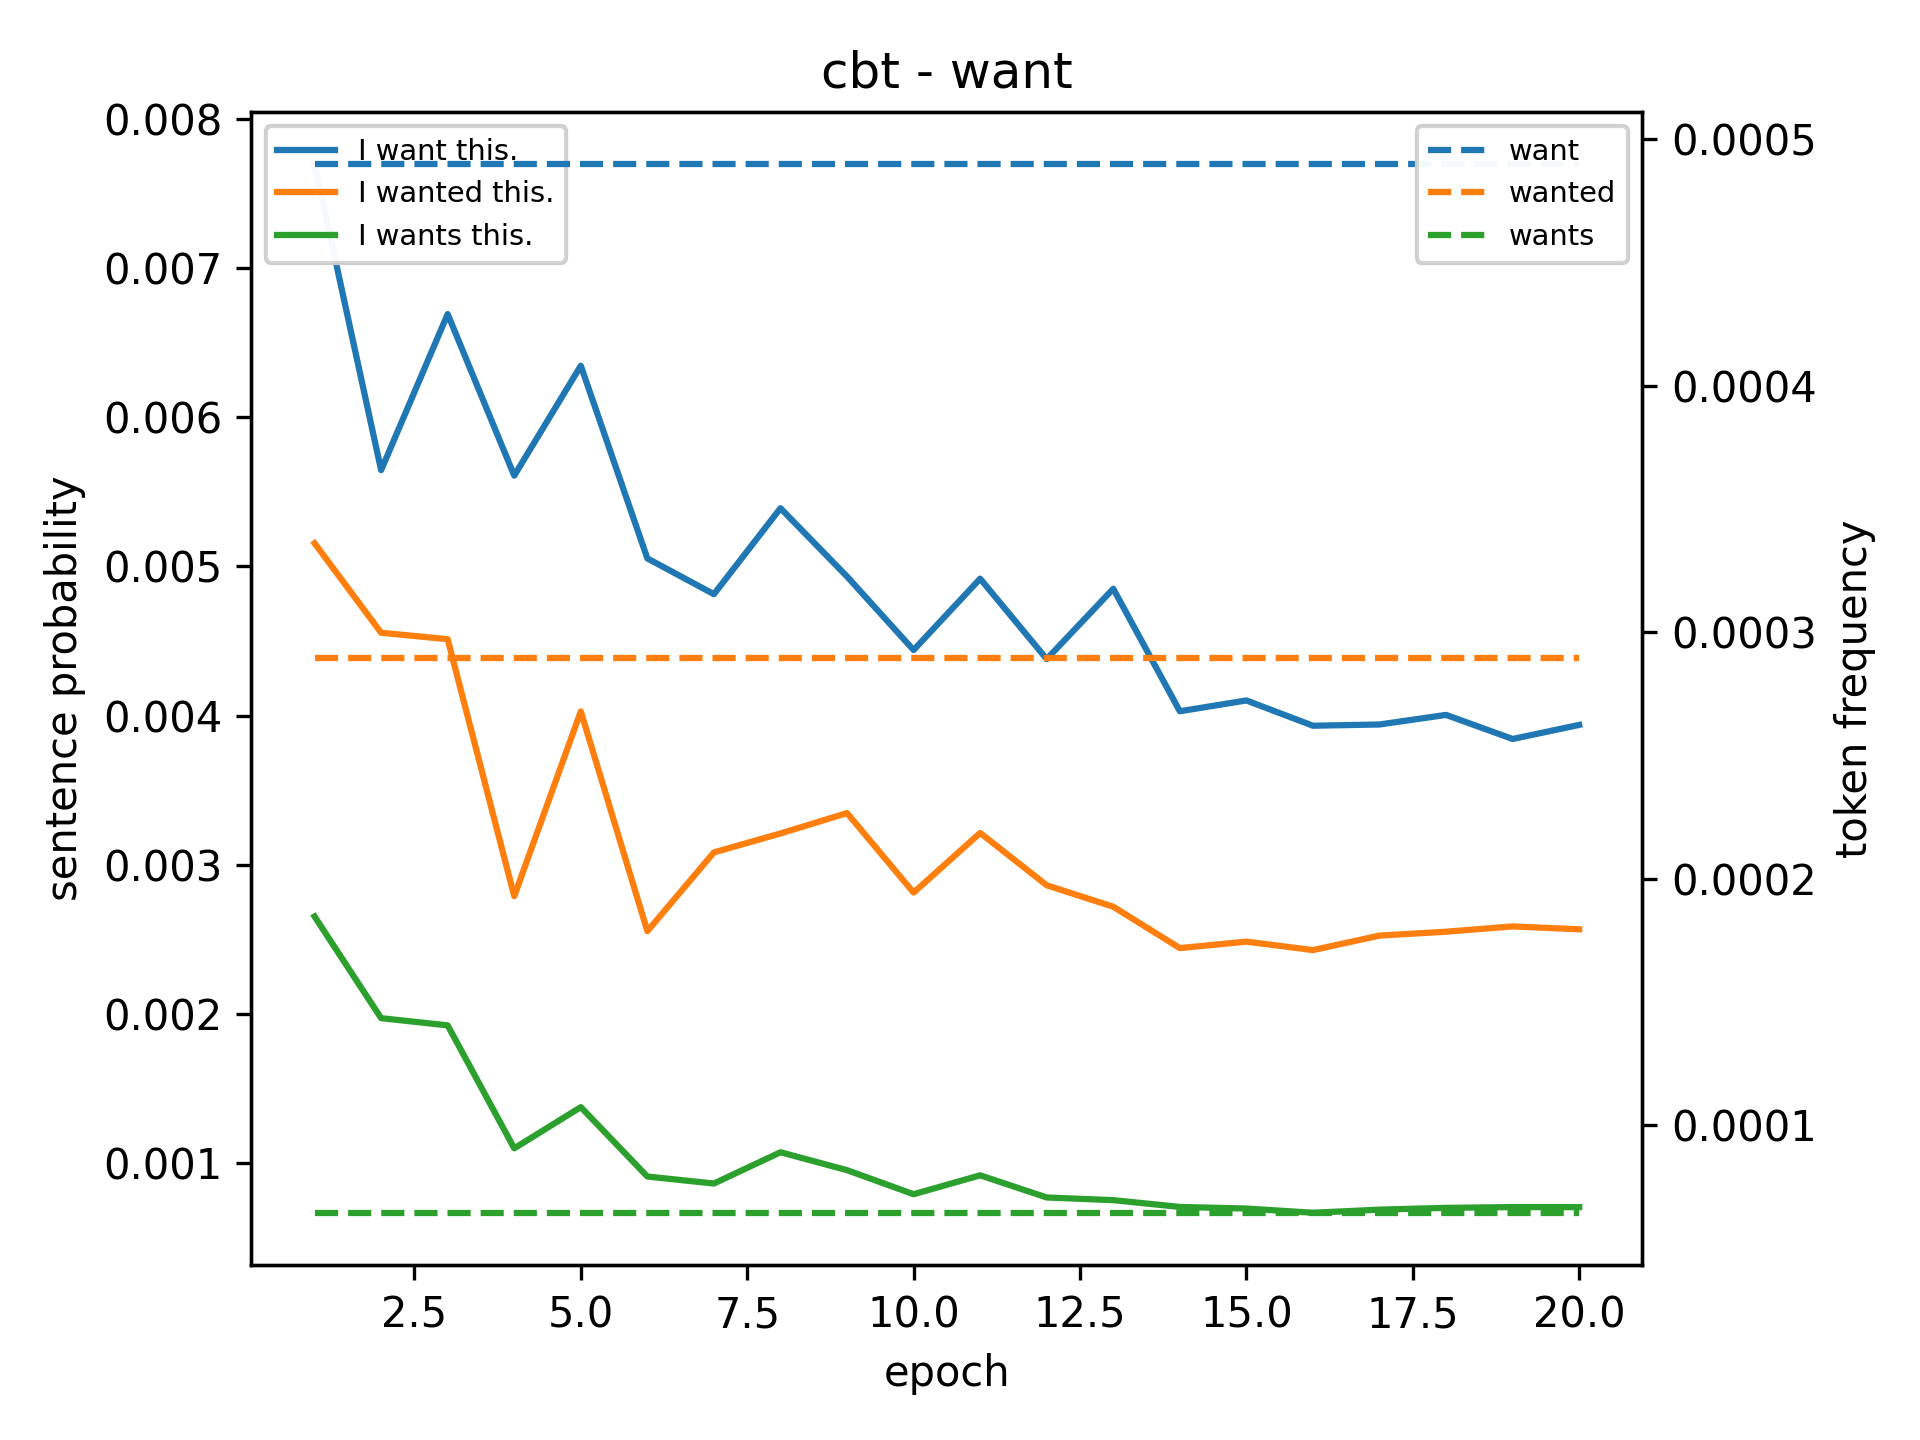 cbt - want
I want this.
I wanted this.
I wants this.
want
wanted
wants
0.008
0.007
0.006
0.005
0.004
0.003
0.002
0.001
sentence probability
0.0005
0.0004
0.0003
0.0002
0.0001
token frequency
2.5 5.0 7.5 10.0 12.5 15.0 17.5 20.0
epoch